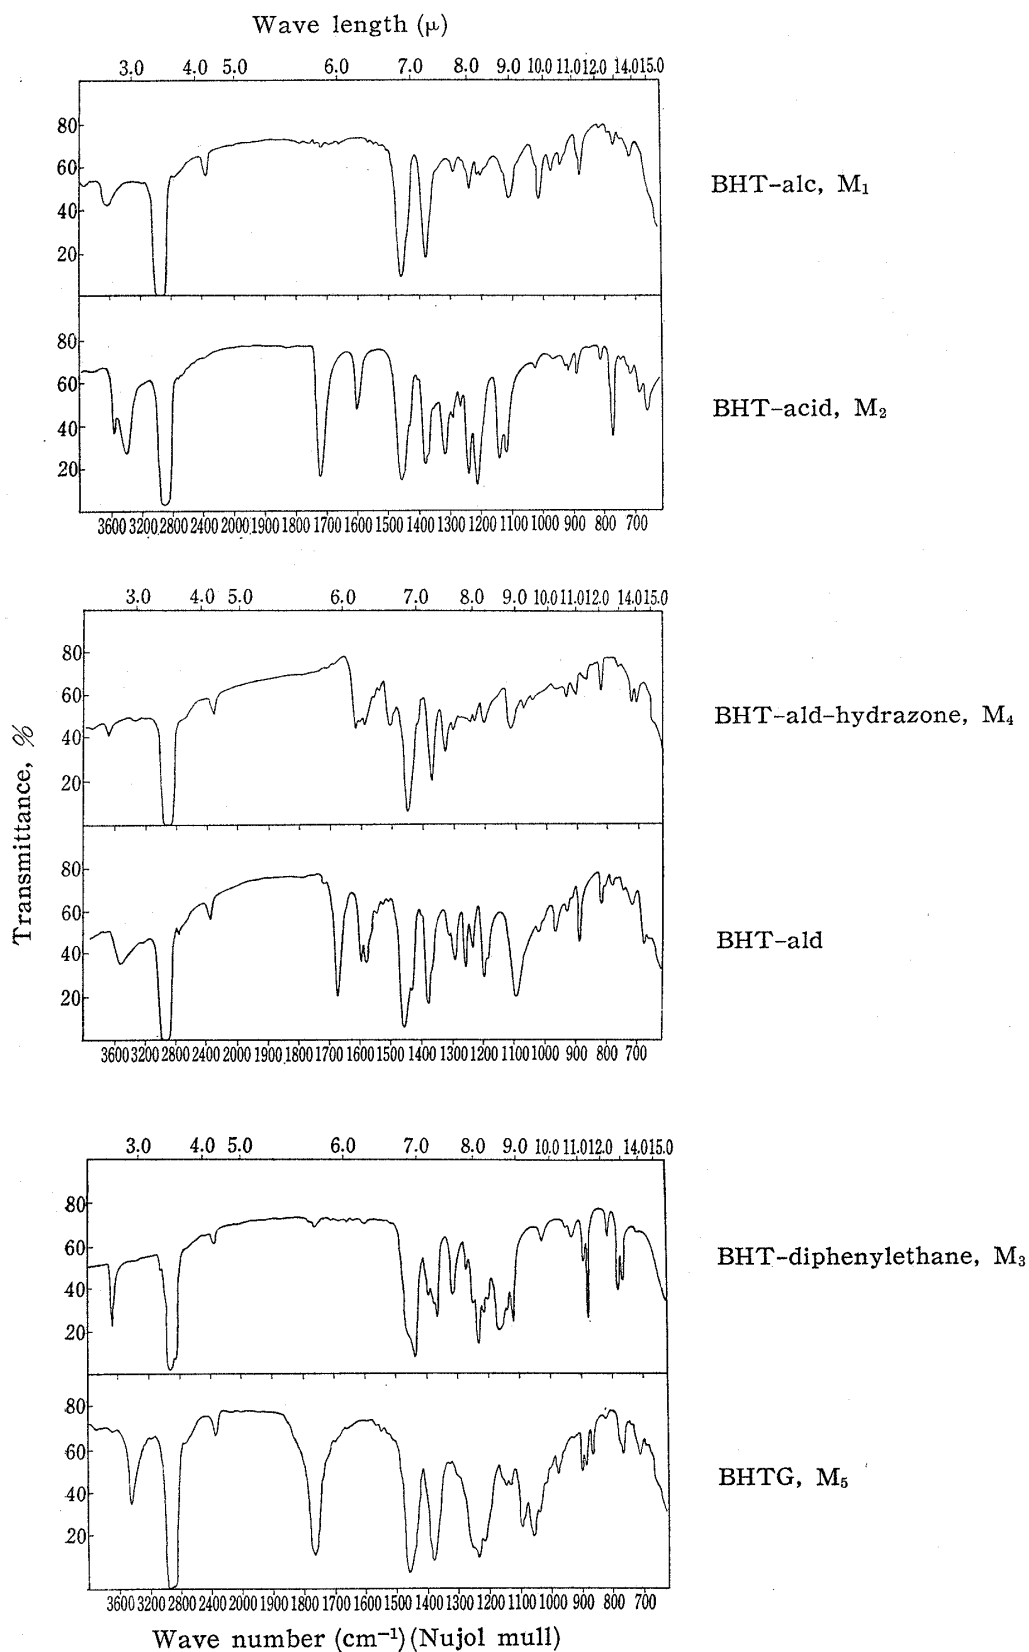 Wave length (μ)
3.0 4.0 5.0 6.0 7.0 8.0 9.0 10.0 11.0 12.0 14.0 15.0
80
60
40
20
BHT-alc, M₁
80
60
40
20
BHT-acid, M₂
3600 3200 2800 2400 2000 1900 1800 1700 1600 1500 1400 1300 1200 1100 1000 900 800 700
3.0 4.0 5.0 6.0 7.0 8.0 9.0 10.0 11.0 12.0 14.0 15.0
80
60
40
20
BHT-ald-hydrazone, M₄
Transmittance, %
80
60
40
20
BHT-ald
3600 3200 2800 2400 2000 1900 1800 1700 1600 1500 1400 1300 1200 1100 1000 900 800 700
3.0 4.0 5.0 6.0 7.0 8.0 9.0 10.0 11.0 12.0 14.0 15.0
80
60
40
20
BHT-diphenylethane, M₃
80
60
40
20
BHTG, M₅
3600 3200 2800 2400 2000 1900 1800 1700 1600 1500 1400 1300 1200 1100 1000 900 800 700
Wave number (cm⁻¹) (Nujol mull)